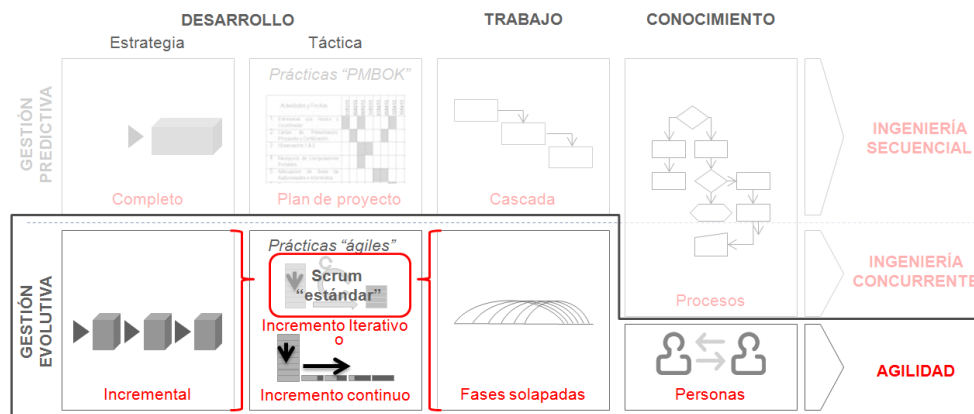 DESARROLLO
TRABAJO
CONOCIMIENTO
Estrategia
Táctica
GESTIÓN
PREDICTIVA
Prácticas “PMBOK”
Completo
Plan de proyecto
Cascada
INGENIERÍA
SECUENCIAL
GESTIÓN
EVOLUTIVA
Prácticas “ágiles”
Scrum
“estándar”
Incremento Iterativo
o
Incremento continuo
Incremental
Fases solapadas
Procesos
INGENIERÍA
CONCURRENTE
Personas
AGILIDAD